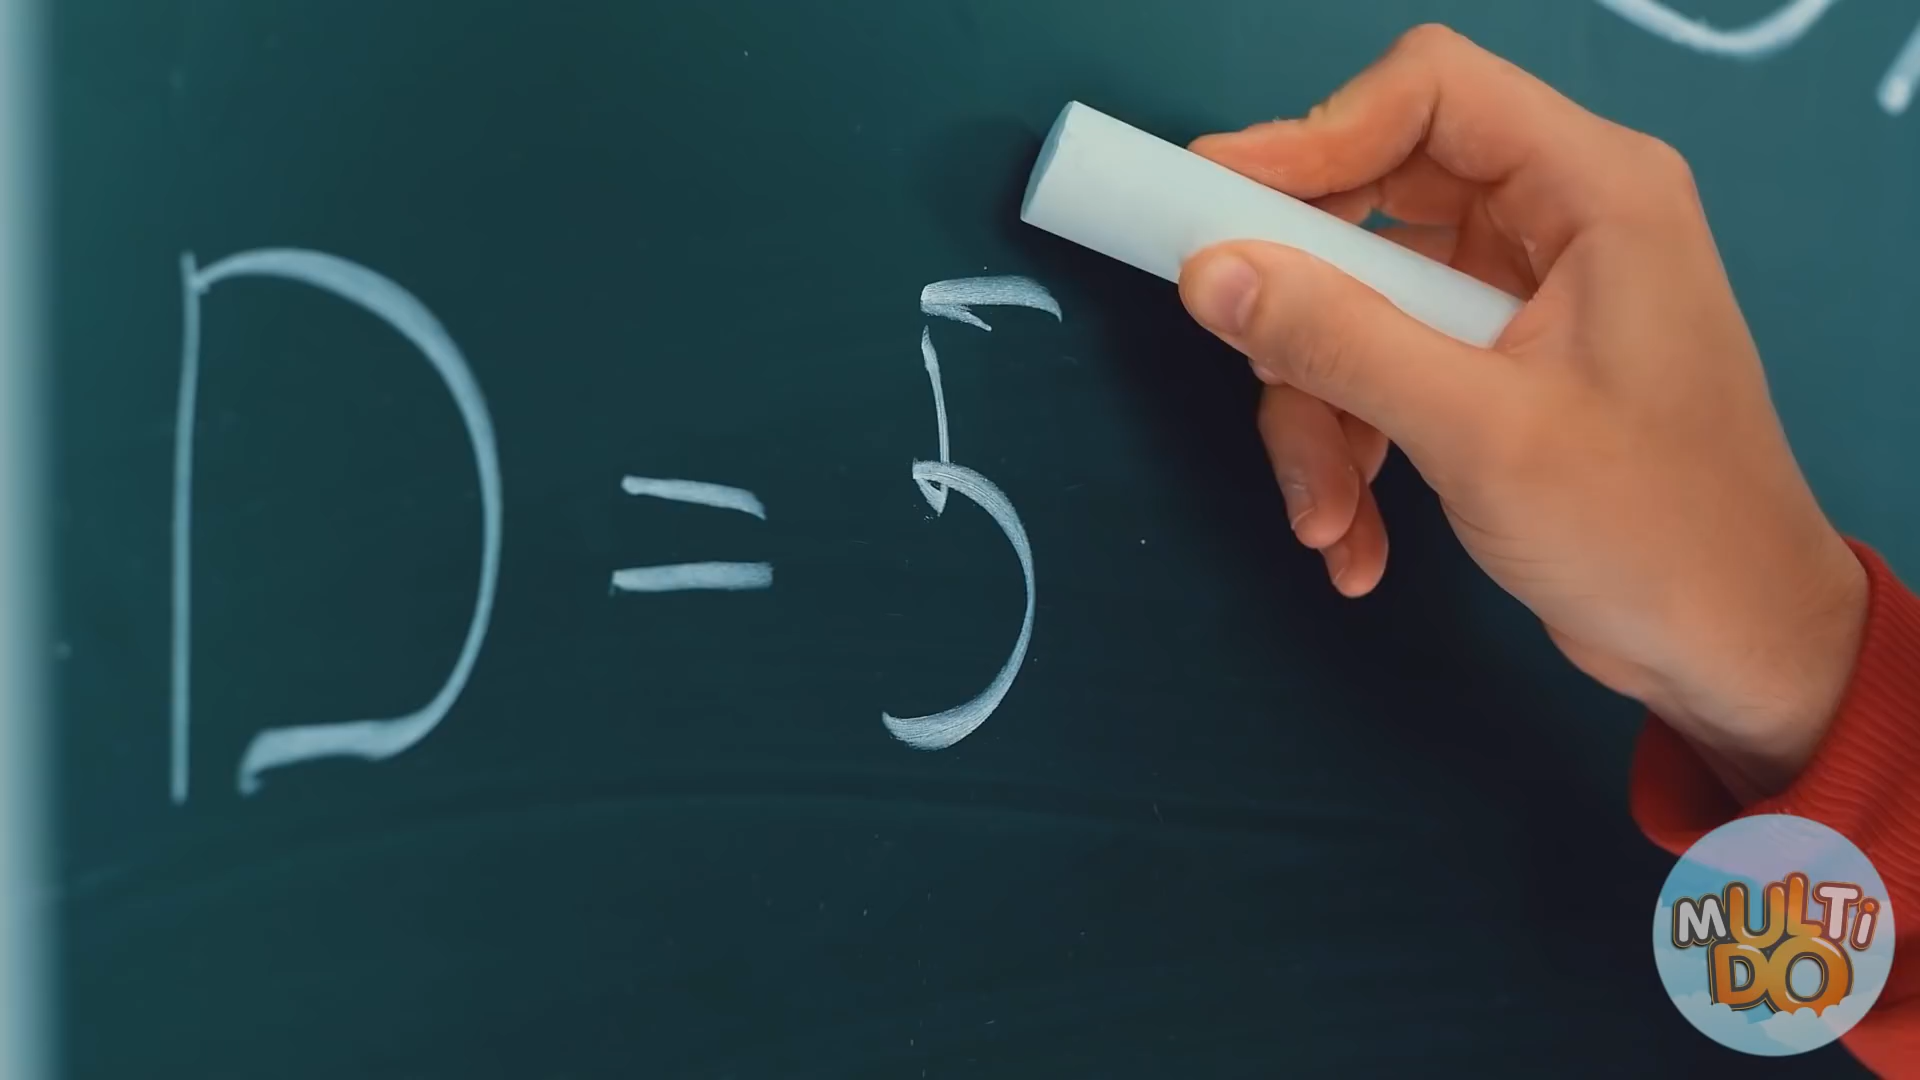 D = 5
MULTi
DO